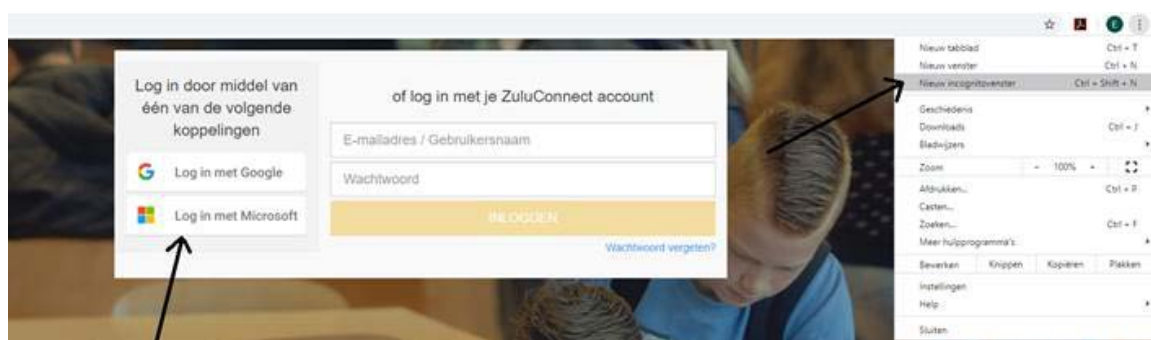 E
Log in door middel van
één van de volgende
koppelingen
Log in met Google
Log in met Microsoft
of log in met je ZuluConnect account
E-mailadres / Gebruikersnaam
Wachtwoord
INLOGGEN
Wachtwoord vergeten?
Nieuw tabblad Ctrl + T
Nieuw venster Ctrl + N
Nieuw incognitovenster Ctrl + Shift + N
Geschiedenis
Downloads Ctrl + J
Bladwijzers
Zoom - 100% +
Afdrukken... Ctrl + P
Casten...
Zoeken... Ctrl + F
Meer hulpprogramma's
Bewerken Knippen Kopiëren Plakken
Instellingen
Help
Sluiten